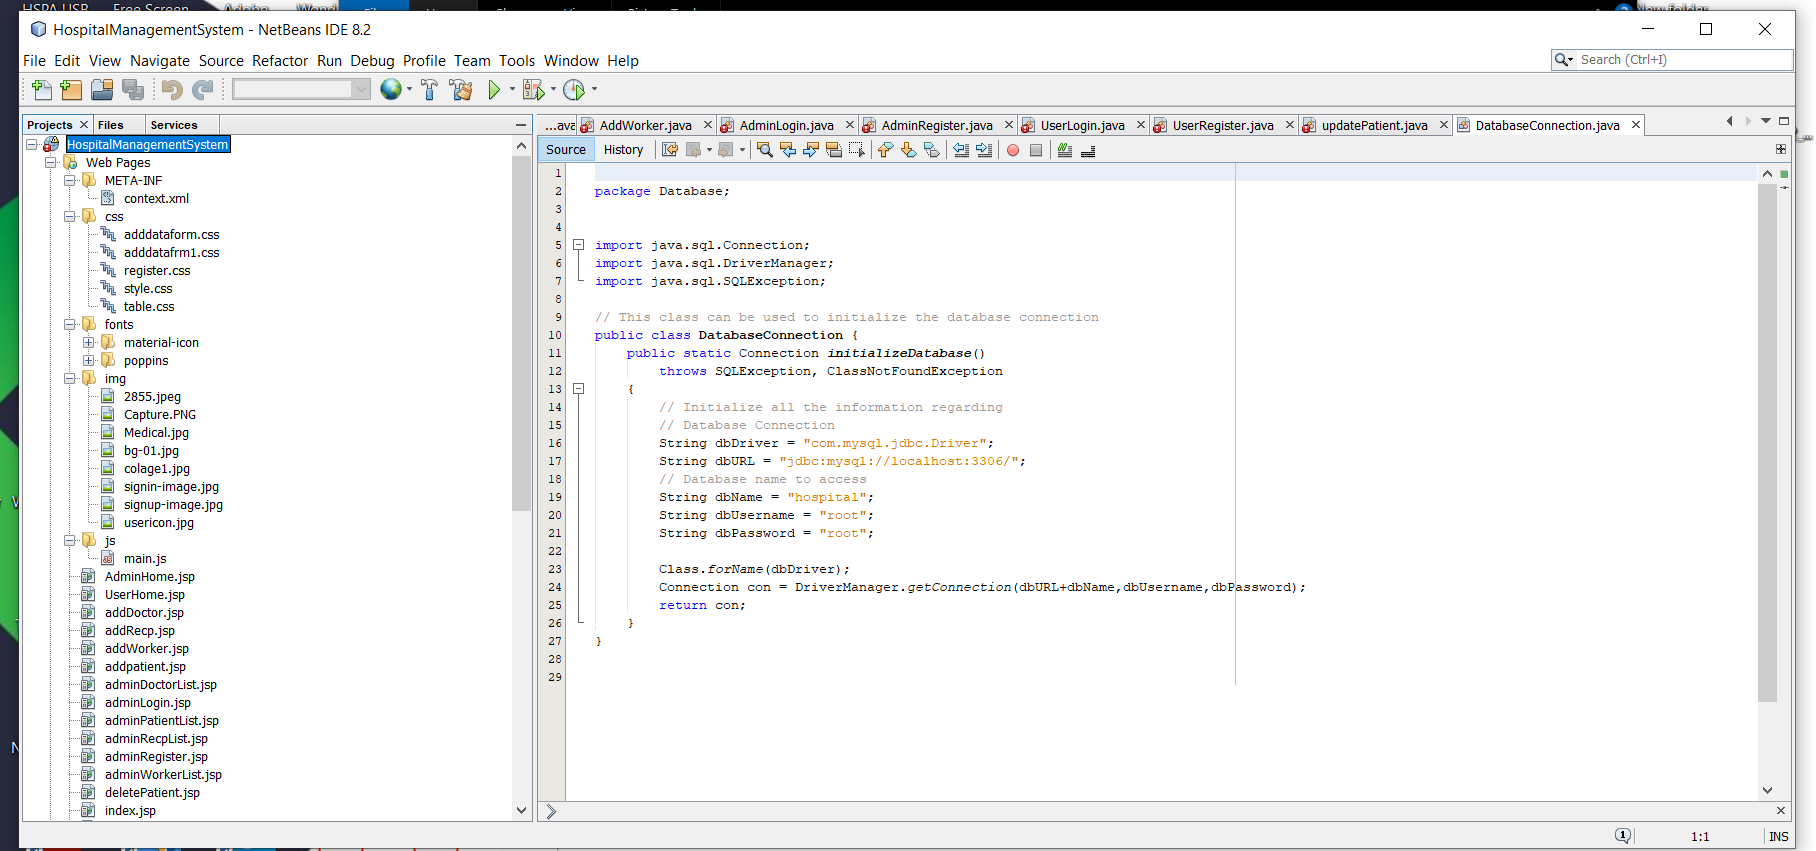 HospitalManagementSystem - NetBeans IDE 8.2
File Edit View Navigate Source Refactor Run Debug Profile Team Tools Window Help
Search (Ctrl+I)
Projects Files Services
HospitalManagementSystem
Web Pages
META-INF
context.xml
css
adddataform.css
adddatafrm1.css
register.css
style.css
table.css
fonts
material-icon
poppins
img
2855.jpeg
Capture.PNG
Medical.jpg
bg-01.jpg
colage1.jpg
signin-image.jpg
signup-image.jpg
usericon.jpg
js
main.js
AdminHome.jsp
UserHome.jsp
addDoctor.jsp
addRecp.jsp
addWorker.jsp
addpatient.jsp
adminDoctorList.jsp
adminLogin.jsp
adminPatientList.jsp
adminRecpList.jsp
adminRegister.jsp
adminWorkerList.jsp
deletePatient.jsp
index.jsp
...ava AddWorker.java AdminLogin.java AdminRegister.java UserLogin.java UserRegister.java updatePatient.java DatabaseConnection.java
Source History
1
2 package Database;
3
4
5 import java.sql.Connection;
6 import java.sql.DriverManager;
7 import java.sql.SQLException;
8
9 // This class can be used to initialize the database connection
10 public class DatabaseConnection {
11 public static Connection initializeDatabase()
12 throws SQLException, ClassNotFoundException
13 {
14 // Initialize all the information regarding
15 // Database Connection
16 String dbDriver = "com.mysql.jdbc.Driver";
17 String dbURL = "jdbc:mysql://localhost:3306/";
18 // Database name to access
19 String dbName = "hospital";
20 String dbUsername = "root";
21 String dbPassword = "root";
22
23 Class.forName(dbDriver);
24 Connection con = DriverManager.getConnection(dbURL+dbName,dbUsername,dbPassword);
25 return con;
26 }
27 }
28
29
1:1 INS